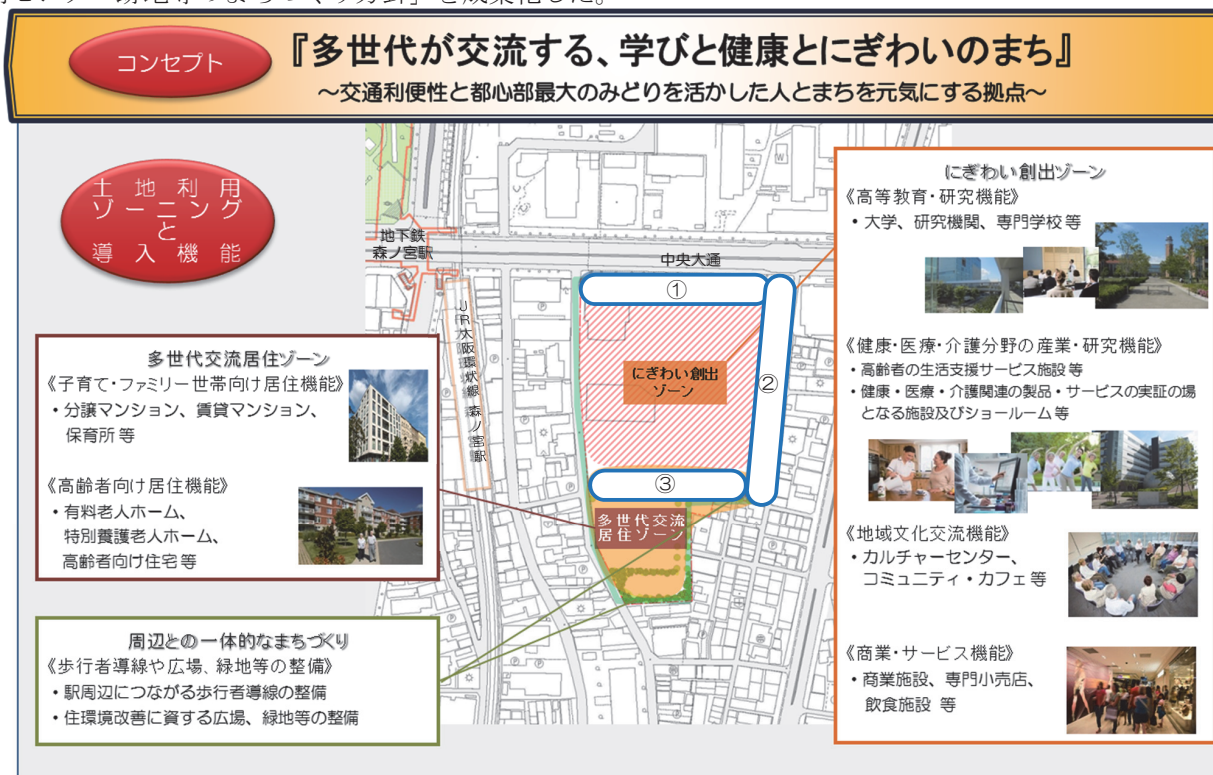 のまちづくり方針」を成案化した。
コンセプト
『多世代が交流する、学びと健康とにぎわいのまち』
～交通利便性と都心部最大のみどりを活かした人とまちを元気にする拠点～
土地利用
ゾーニング
と
導入機能
地下鉄
森ノ宮駅
中央大通
JR大阪環状線 森ノ宮駅
①
②
③
にぎわい創出
ゾーン
多世代交流
居住ゾーン
多世代交流居住ゾーン
《子育て・ファミリー世帯向け居住機能》
・分譲マンション、賃貸マンション、
保育所 等
《高齢者向け居住機能》
・有料老人ホーム、
特別養護老人ホーム、
高齢者向け住宅 等
周辺との一体的なまちづくり
《歩行者導線や広場、緑地等の整備》
・駅周辺につながる歩行者導線の整備
・住環境改善に資する広場、緑地等の整備
にぎわい創出ゾーン
《高等教育・研究機能》
・大学、研究機関、専門学校 等
《健康・医療・介護分野の産業・研究機能》
・高齢者の生活支援サービス施設 等
・健康・医療・介護関連の製品・サービスの実証の場
となる施設及びショールーム 等
《地域文化交流機能》
・カルチャーセンター、
コミュニティ・カフェ 等
《商業・サービス機能》
・商業施設、専門小売店、
飲食施設 等